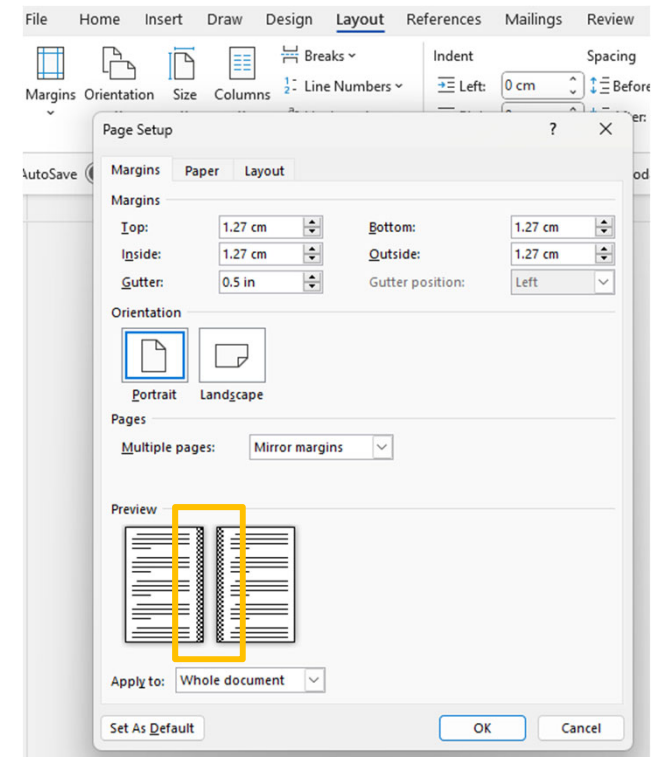 File Home Insert Draw Design Layout References Mailings Review
Breaks Indent Spacing
Line Numbers Left: 0 cm Before
Margins Orientation Size Columns
Page Setup ? ×
AutoSave
Margins Paper Layout
Margins
Top: 1.27 cm Bottom: 1.27 cm
Inside: 1.27 cm Outside: 1.27 cm
Gutter: 0.5 in Gutter position: Left
Orientation
Portrait Landscape
Pages
Multiple pages: Mirror margins
Preview
Apply to: Whole document
Set As Default OK Cancel